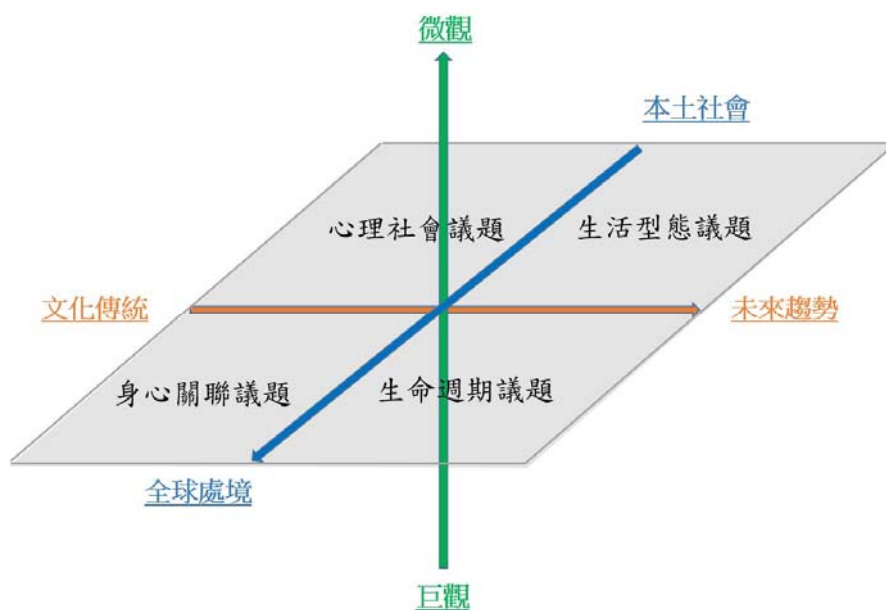 微觀
本土社會
心理社會議題
生活型態議題
文化傳統
未來趨勢
身心關聯議題
生命週期議題
全球處境
巨觀